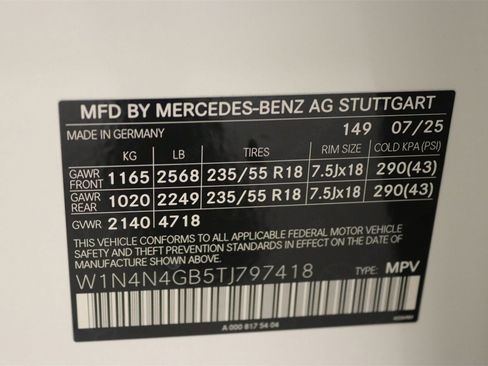 MFD BY MERCEDES-BENZ AG STUTTGART
MADE IN GERMANY 149 07/25
KG LB TIRES RIM SIZE COLD KPA(PSI)
GAWR FRONT 1165 2568 235/55 R18 7.5Jx18 290(43)
GAWR REAR 1020 2249 235/55 R18 7.5Jx18 290(43)
GVWR 2140 4718
THIS VEHICLE CONFORMS TO ALL APPLICABLE FEDERAL MOTOR VEHICLE
SAFETY AND THEFT PREVENTION STANDARDS IN EFFECT ON THE DATE OF
MANUFACTURE SHOWN ABOVE.
W1N4N4GB5TJ797418 TYPE: MPV
A 000 817 54 04